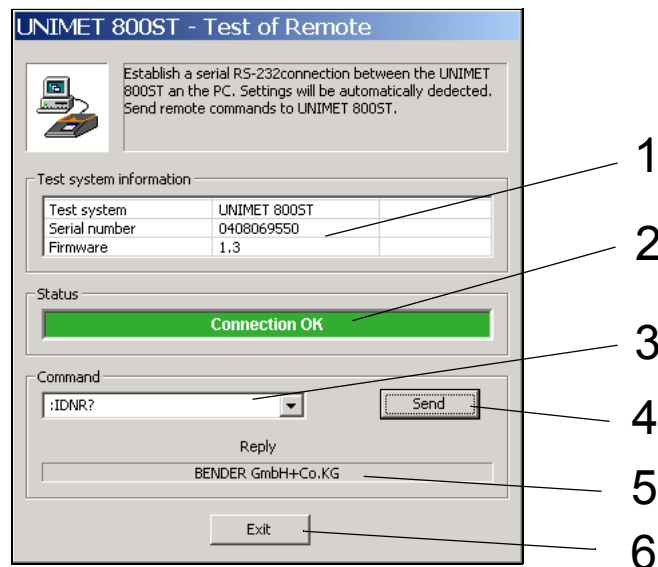 UNIMET 800ST - Test of Remote
Establish a serial RS-232connection between the UNIMET
800ST an the PC. Settings will be automatically dedected.
Send remote commands to UNIMET 800ST.
1
Test system information
Test system UNIMET 800ST
Serial number 0408069550
Firmware 1.3
2
Status
Connection OK
3
Command
:IDNR? Send
4
Reply
BENDER GmbH+Co.KG
5
Exit
6